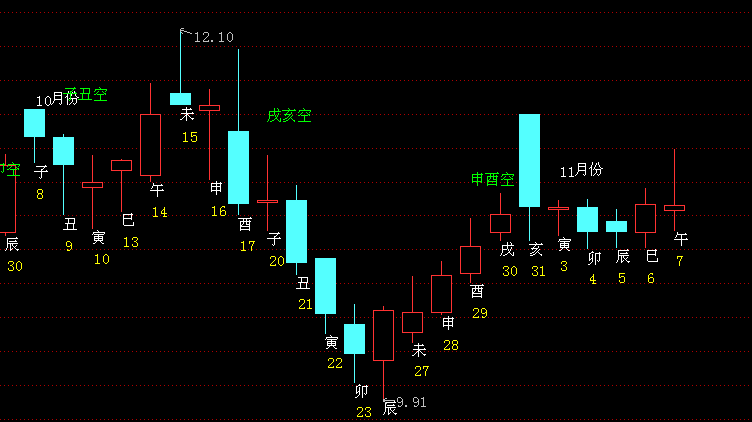 12.10
10月份
子丑空
戌亥空
空
申酉空
11月份
辰
30
子
8
丑
9
寅
10
巳
13
午
14
未
15
申
16
酉
17
子
20
丑
21
寅
22
卯
23
辰
9.91
未
27
申
28
酉
29
戌
30
亥
31
寅
3
卯
4
辰
5
巳
6
午
7